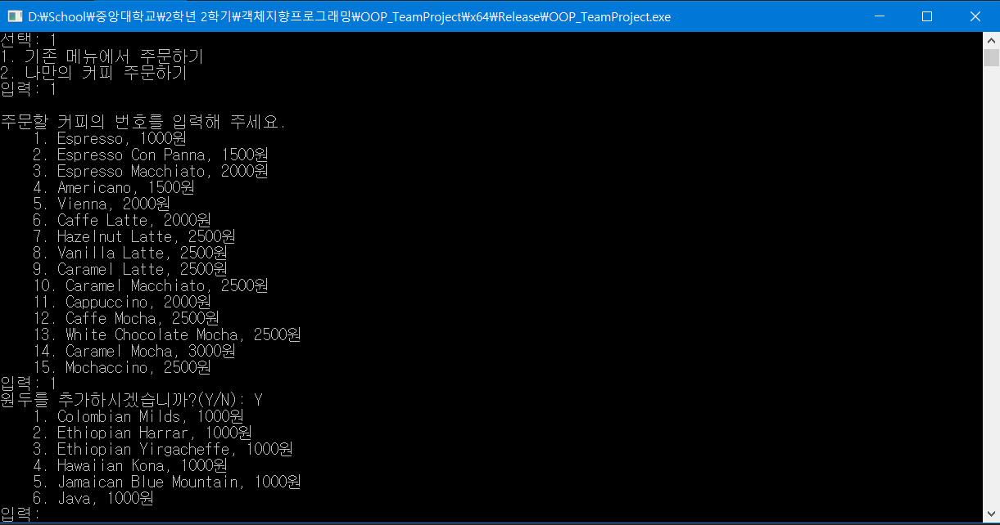 D:₩School₩중앙대학교₩2학년 2학기₩객체지향프로그래밍₩OOP_TeamProject₩x64₩Release₩OOP_TeamProject.exe
선택: 1
1. 기존 메뉴에서 주문하기
2. 나만의 커피 주문하기
입력: 1
주문할 커피의 번호를 입력해 주세요.
1. Espresso, 1000원
2. Espresso Con Panna, 1500원
3. Espresso Macchiato, 2000원
4. Americano, 1500원
5. Vienna, 2000원
6. Caffe Latte, 2000원
7. Hazelnut Latte, 2500원
8. Vanilla Latte, 2500원
9. Caramel Latte, 2500원
10. Caramel Macchiato, 2500원
11. Cappuccino, 2000원
12. Caffe Mocha, 2500원
13. White Chocolate Mocha, 2500원
14. Caramel Mocha, 3000원
15. Mochaccino, 2500원
입력: 1
원두를 추가하시겠습니까?(Y/N): Y
1. Colombian Milds, 1000원
2. Ethiopian Harrar, 1000원
3. Ethiopian Yirgacheffe, 1000원
4. Hawaiian Kona, 1000원
5. Jamaican Blue Mountain, 1000원
6. Java, 1000원
입력: